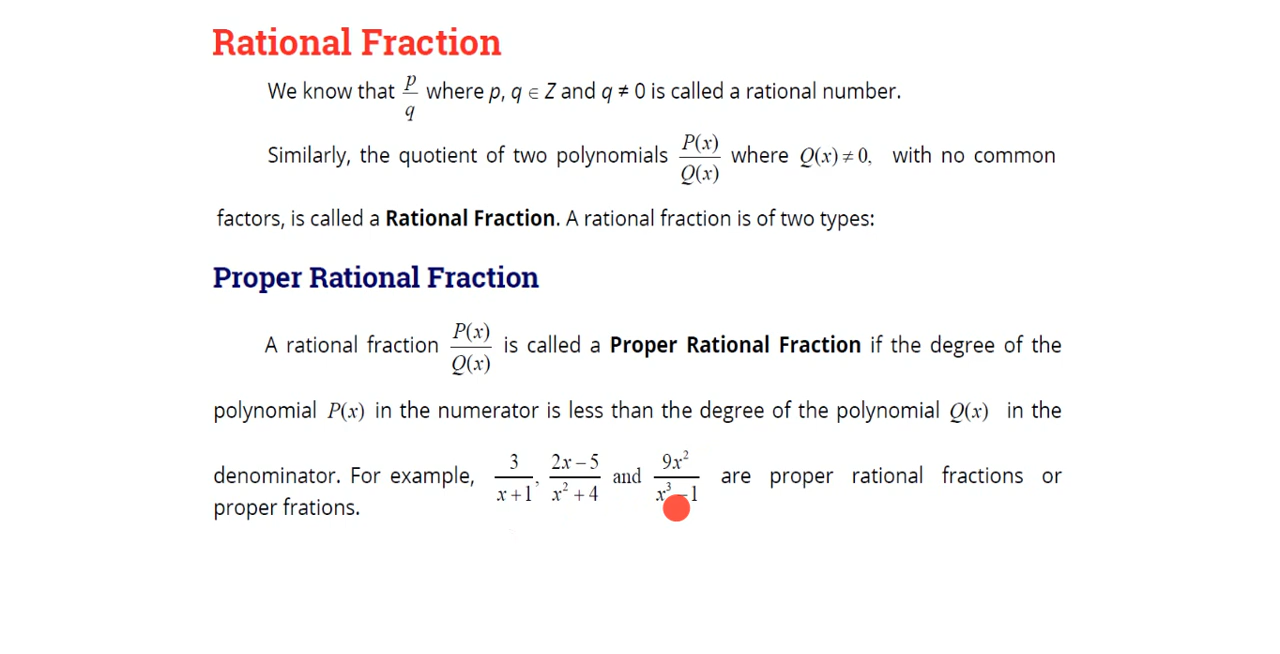 Rational Fraction
We know that p/q where p, q ∈ Z and q ≠ 0 is called a rational number.
Similarly, the quotient of two polynomials P(x)/Q(x) where Q(x) ≠ 0, with no common
factors, is called a Rational Fraction. A rational fraction is of two types:
Proper Rational Fraction
A rational fraction P(x)/Q(x) is called a Proper Rational Fraction if the degree of the
polynomial P(x) in the numerator is less than the degree of the polynomial Q(x) in the
denominator. For example, 3/(x+1), (2x−5)/(x²+4) and 9x²/(x³−1) are proper rational fractions or
proper frations.